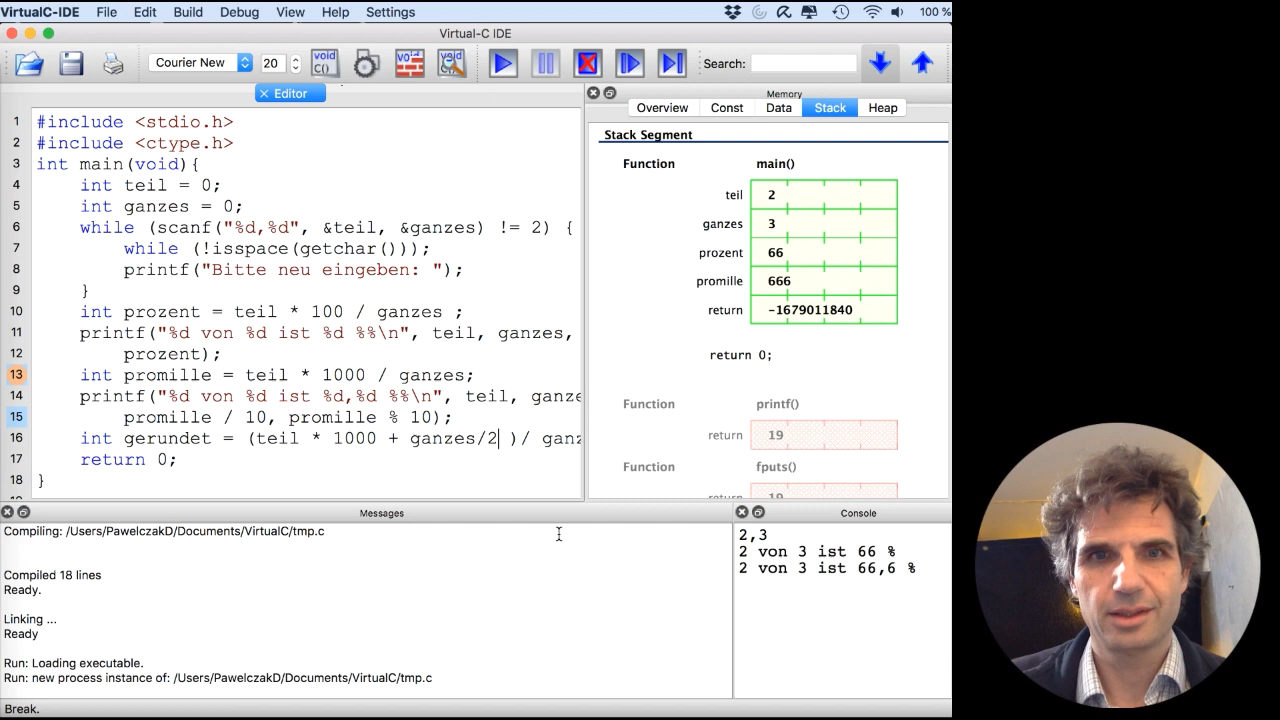 VirtualC-IDE File Edit Build Debug View Help Settings 100 %
Virtual-C IDE
Courier New 20 void C() Search:
Editor
Memory
Overview Const Data Stack Heap
1 #include <stdio.h>
2 #include <ctype.h>
3 int main(void){
4 int teil = 0;
5 int ganzes = 0;
6 while (scanf("%d,%d", &teil, &ganzes) != 2) {
7 while (!isspace(getchar()));
8 printf("Bitte neu eingeben: ");
9 }
10 int prozent = teil * 100 / ganzes ;
11 printf("%d von %d ist %d %%\n", teil, ganzes,
12 prozent);
13 int promille = teil * 1000 / ganzes;
14 printf("%d von %d ist %d,%d %%\n", teil, ganze
15 promille / 10, promille % 10);
16 int gerundet = (teil * 1000 + ganzes/2 )/ ganz
17 return 0;
18 }
Stack Segment
Function main()
teil 2
ganzes 3
prozent 66
promille 666
return -1679011840
return 0;
Function printf()
return 19
Function fputs()
return 19
Messages
Compiling: /Users/PawelczakD/Documents/VirtualC/tmp.c
Compiled 18 lines
Ready.
Linking ...
Ready
Run: Loading executable.
Run: new process instance of: /Users/PawelczakD/Documents/VirtualC/tmp.c
Console
2,3
2 von 3 ist 66 %
2 von 3 ist 66,6 %
Break.